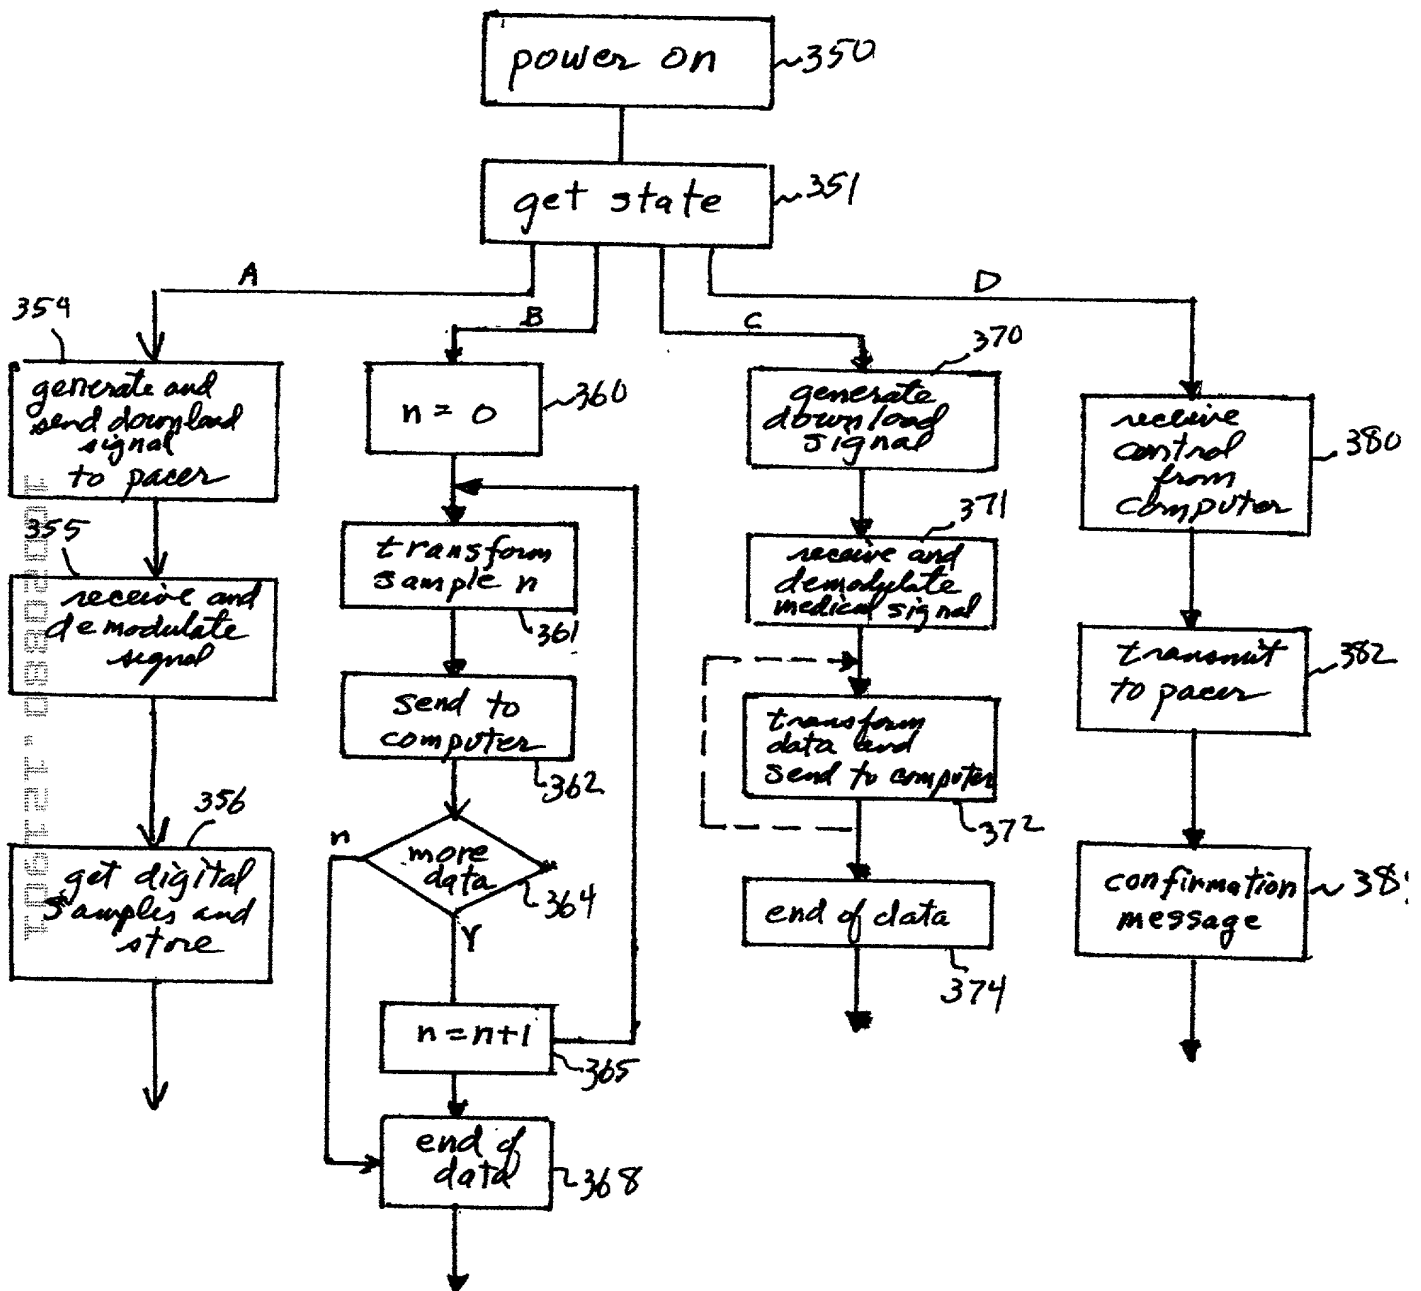 power on
350
get state
351
A
B
C
D
354
generate and
send download
signal
to pacer
355
receive and
demodulate
signal
356
get digital
samples and
store
n = 0
360
transform
sample n
361
send to
computer
362
more
data
364
n
Y
n = n+1
365
end of
data
368
370
generate
download
signal
371
receive and
demodulate
medical signal
transform
data and
send to computer
372
end of data
374
receive
control
from
computer
380
transmit
to pacer
382
confirmation
message